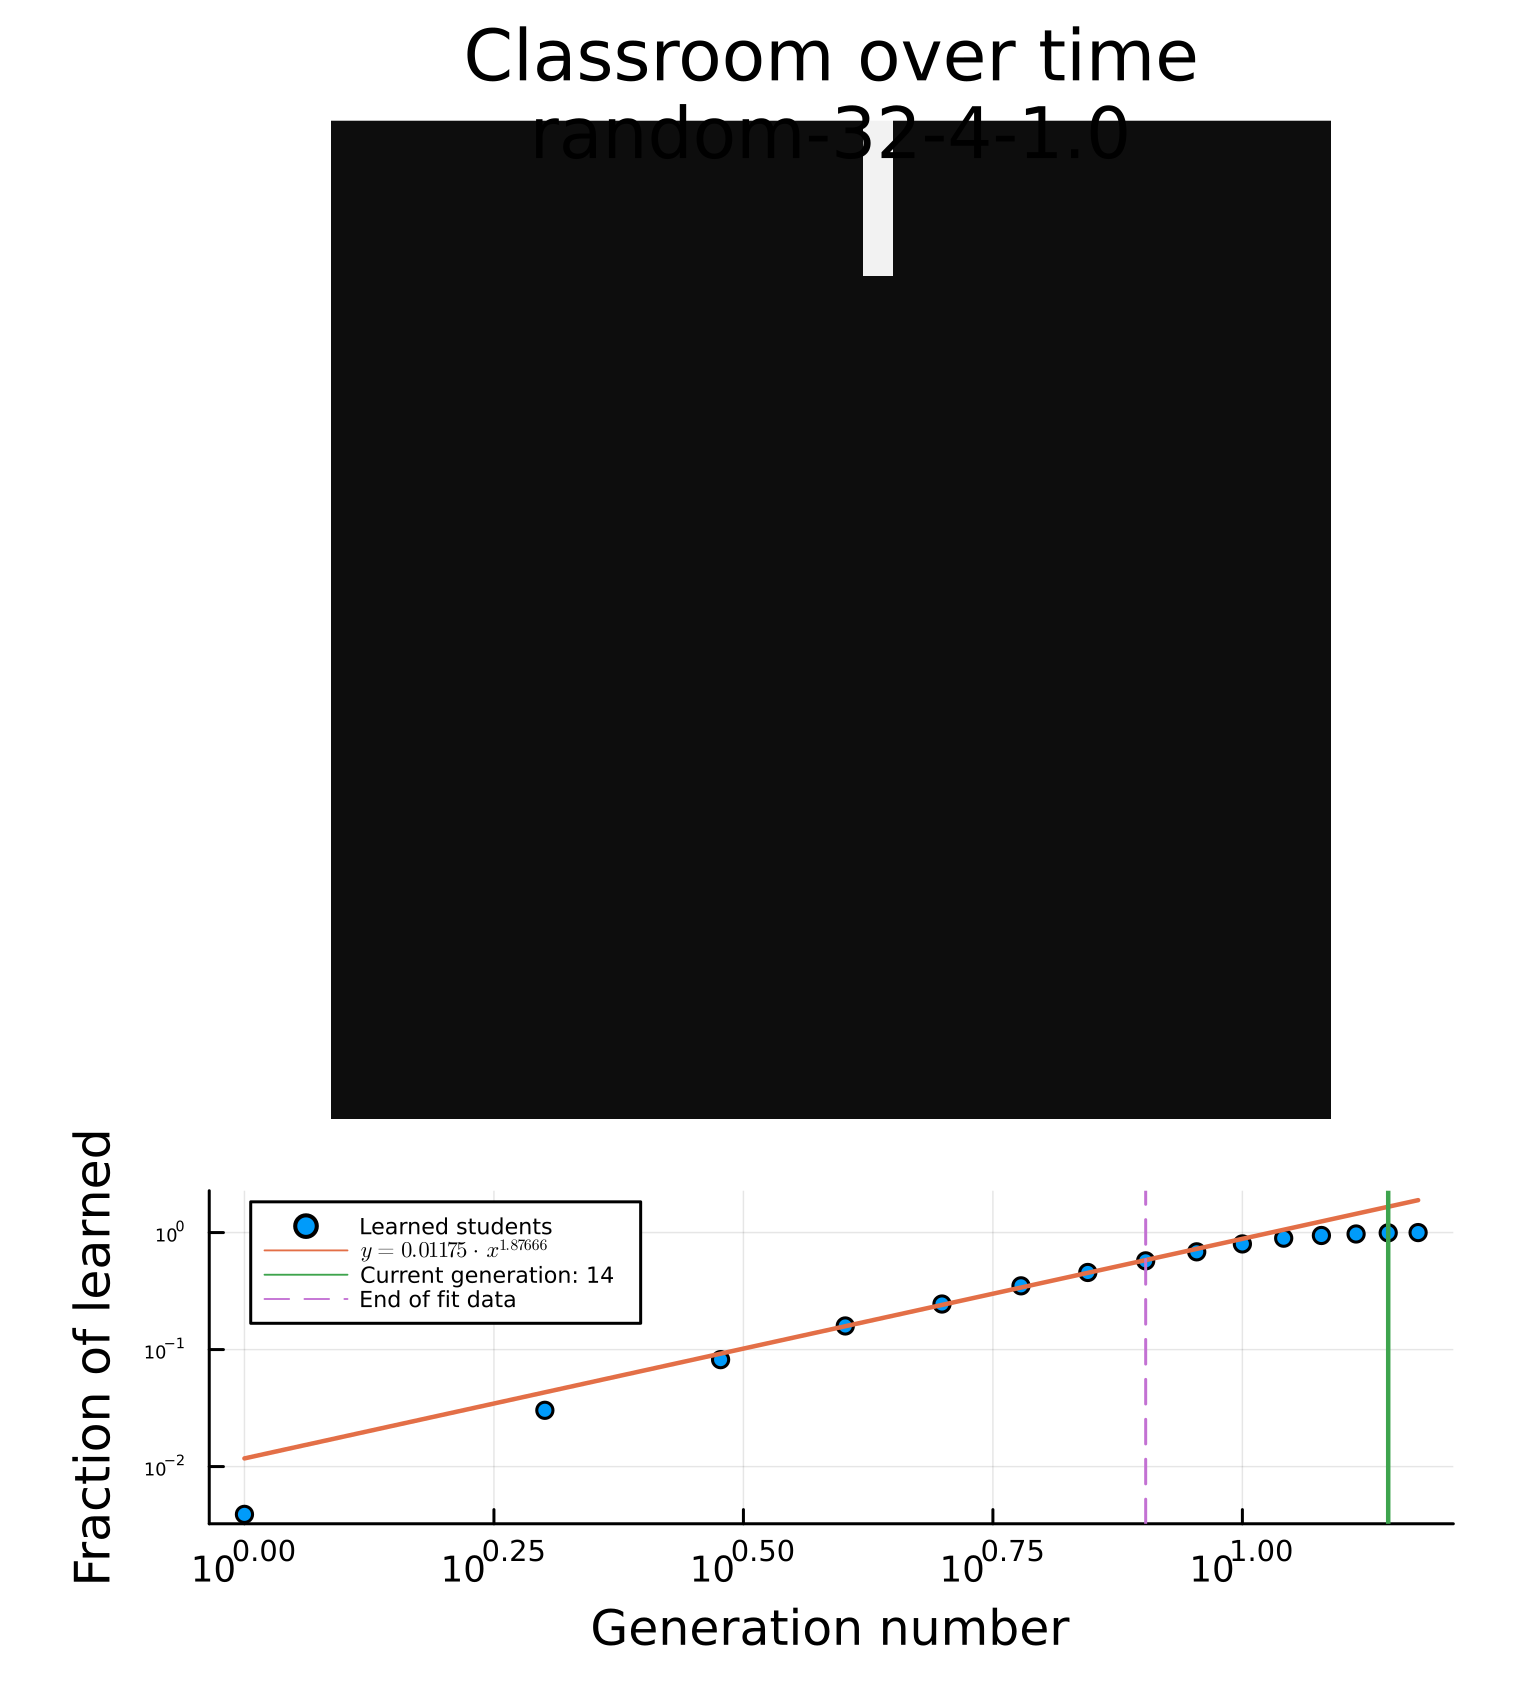 Classroom over time
random-32-4-1.0
Fraction of learned
10^0
10^−1
10^−2
Learned students
y = 0.01175 · x^1.87666
Current generation: 14
End of fit data
10^0.00 10^0.25 10^0.50 10^0.75 10^1.00
Generation number